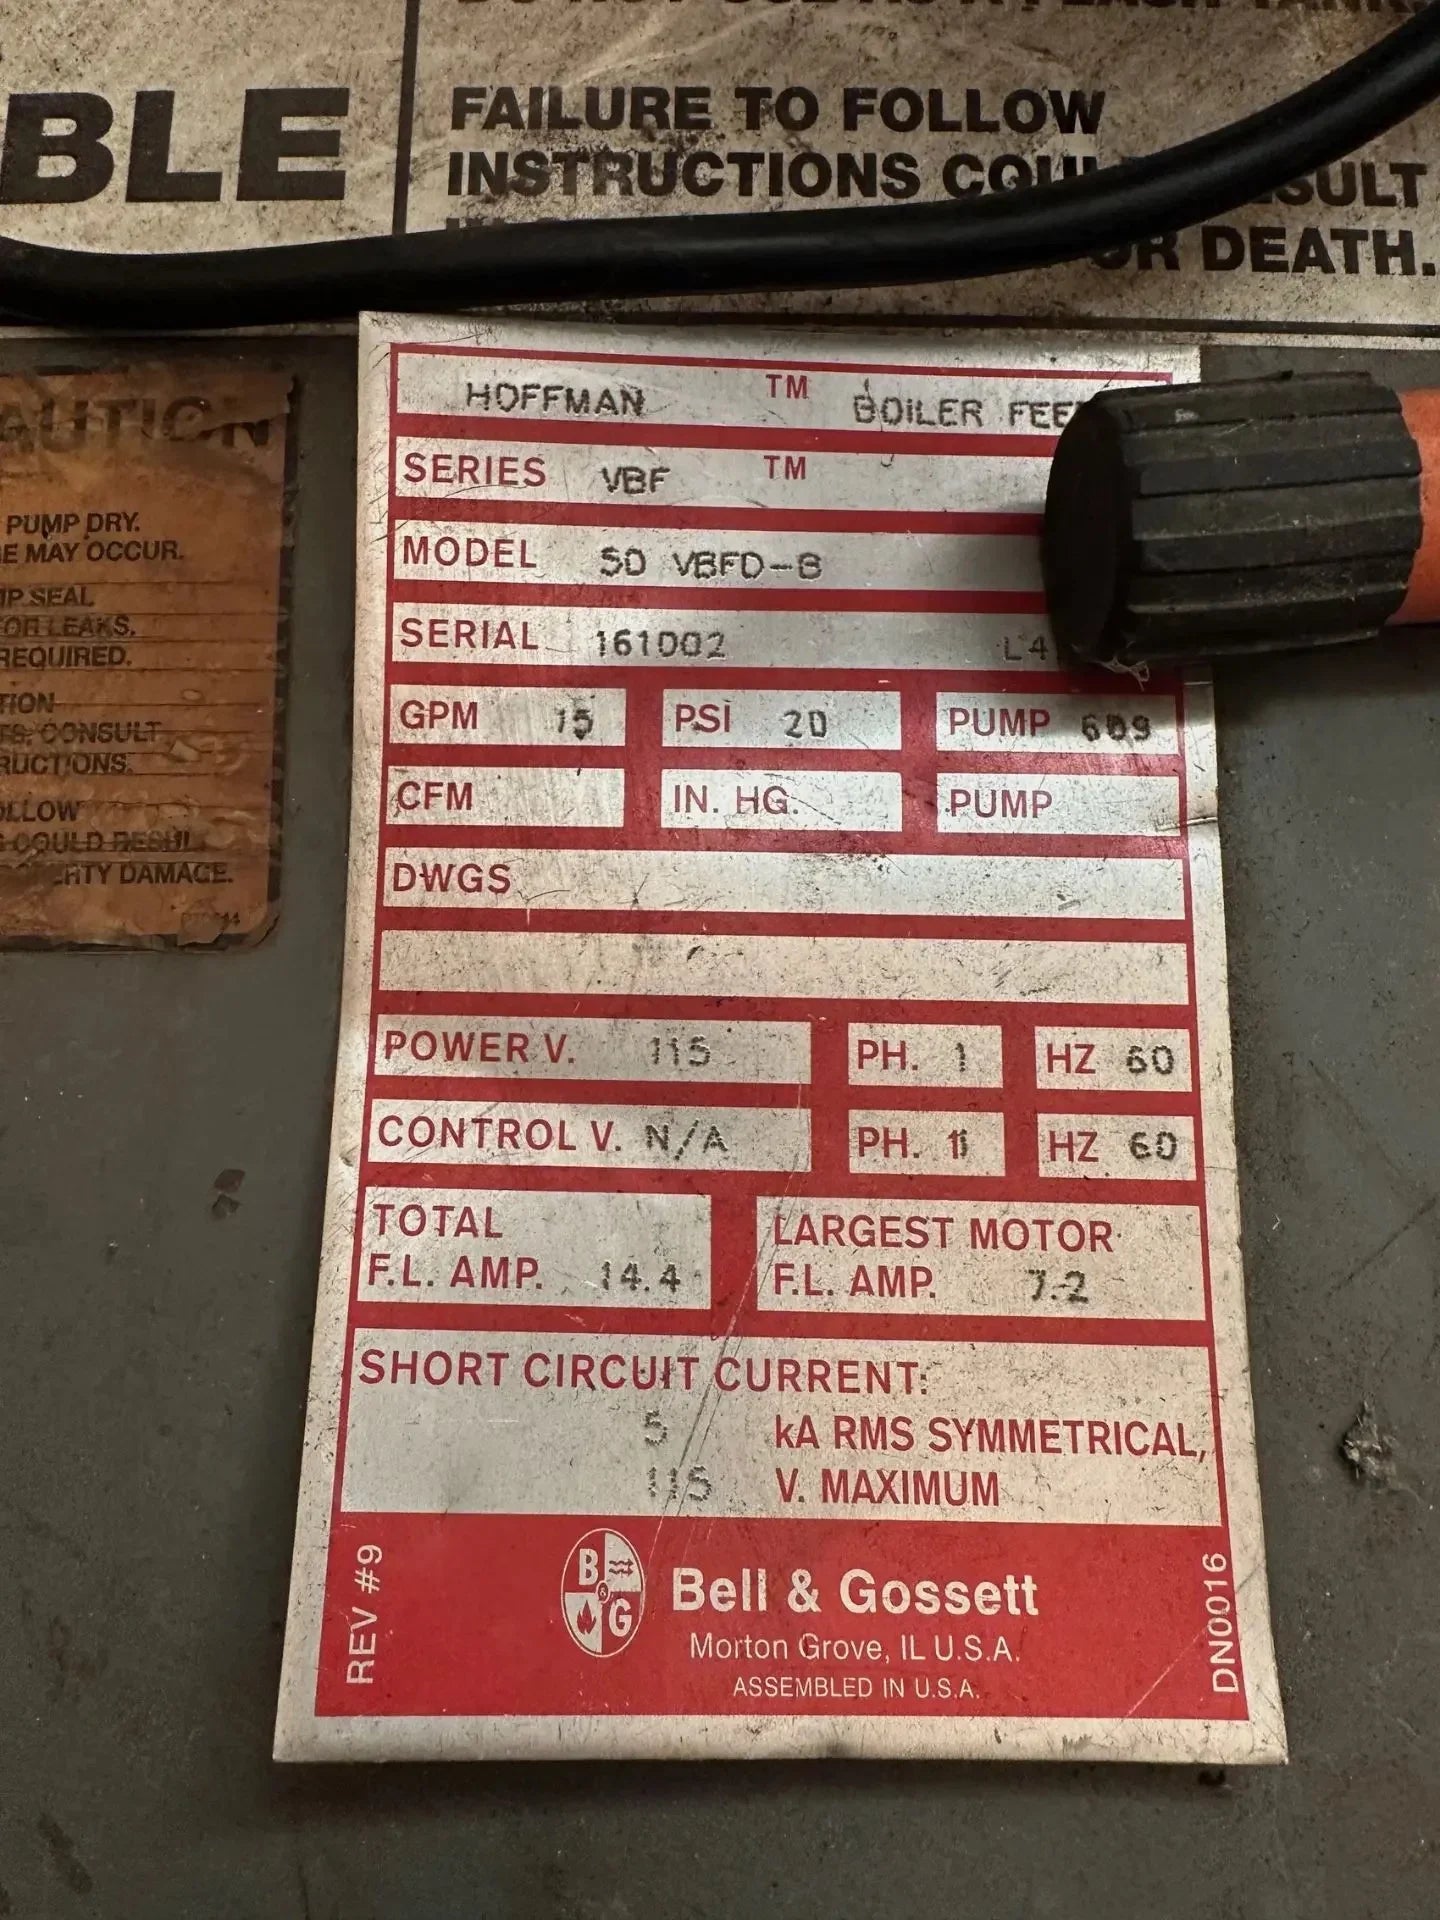 BLE
FAILURE TO FOLLOW
INSTRUCTIONS
OR DEATH.
HOFFMAN TM BOILER
SERIES VBF TM
MODEL 50 VBFD-B
SERIAL 161002 L4
GPM 15 PSI 20 PUMP 609
CFM IN. HG. PUMP
DWGS
POWER V. 115 PH. 1 HZ 60
CONTROL V. N/A PH. HZ 60
TOTAL
F.L. AMP. 14.4
LARGEST MOTOR
F.L. AMP. 7.2
SHORT CIRCUIT CURRENT:
5 kA RMS SYMMETRICAL,
115 V. MAXIMUM
B & G
Bell & Gossett
Morton Grove, IL U.S.A.
ASSEMBLED IN U.S.A.
REV #9
DN0016
PUMP DRY.
MAY OCCUR.
SEAL
OR LEAKS.
REQUIRED.
CONSULT
COULD
DAMAGE.